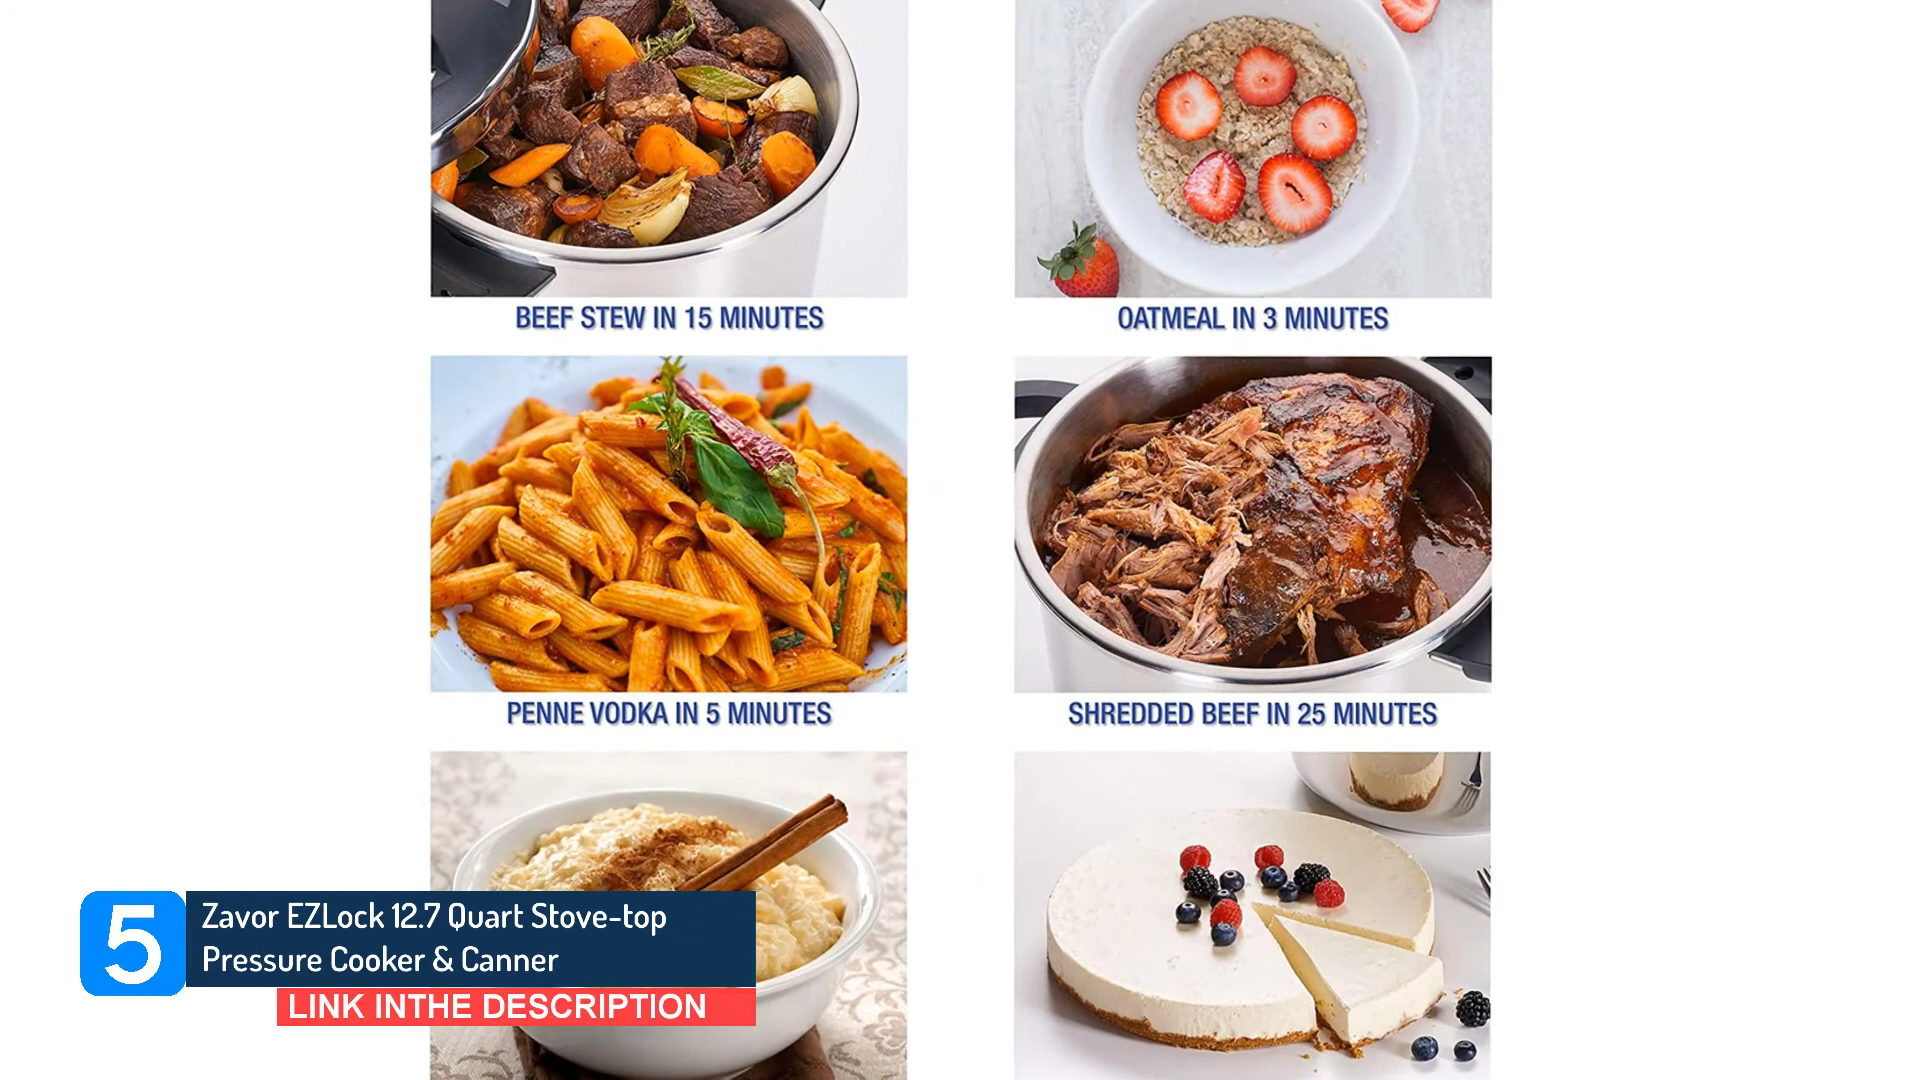 BEEF STEW IN 15 MINUTES
OATMEAL IN 3 MINUTES
PENNE VODKA IN 5 MINUTES
SHREDDED BEEF IN 25 MINUTES
5
Zavor EZLock 12.7 Quart Stove-top
Pressure Cooker & Canner
LINK INTHE DESCRIPTION